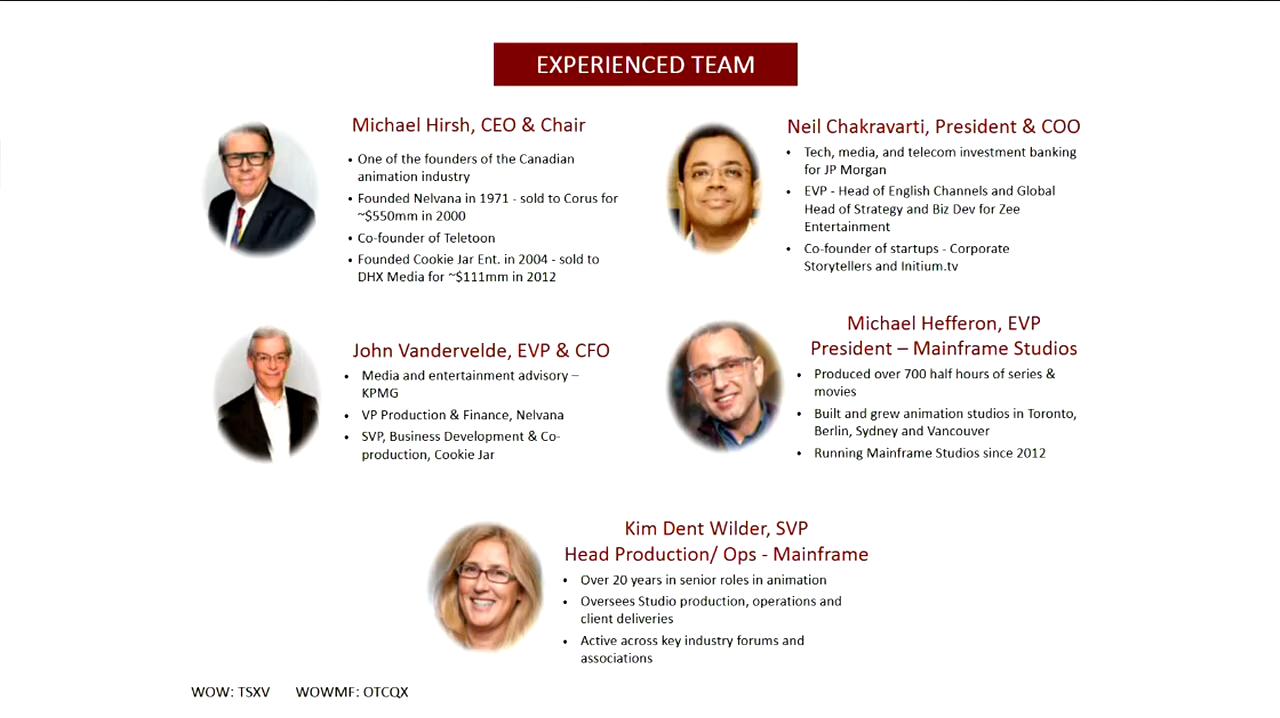 EXPERIENCED TEAM
Michael Hirsh, CEO & Chair
• One of the founders of the Canadian
animation industry
• Founded Nelvana in 1971 - sold to Corus for
~$550mm in 2000
• Co-founder of Teletoon
• Founded Cookie Jar Ent. in 2004 - sold to
DHX Media for ~$111mm in 2012
Neil Chakravarti, President & COO
• Tech, media, and telecom investment banking
for JP Morgan
• EVP - Head of English Channels and Global
Head of Strategy and Biz Dev for Zee
Entertainment
• Co-founder of startups - Corporate
Storytellers and Initium.tv
John Vandervelde, EVP & CFO
• Media and entertainment advisory –
KPMG
• VP Production & Finance, Nelvana
• SVP, Business Development & Co-
production, Cookie Jar
Michael Hefferon, EVP
President – Mainframe Studios
• Produced over 700 half hours of series &
movies
• Built and grew animation studios in Toronto,
Berlin, Sydney and Vancouver
• Running Mainframe Studios since 2012
Kim Dent Wilder, SVP
Head Production/ Ops - Mainframe
• Over 20 years in senior roles in animation
• Oversees Studio production, operations and
client deliveries
• Active across key industry forums and
associations
WOW: TSXV WOWMF: OTCQX